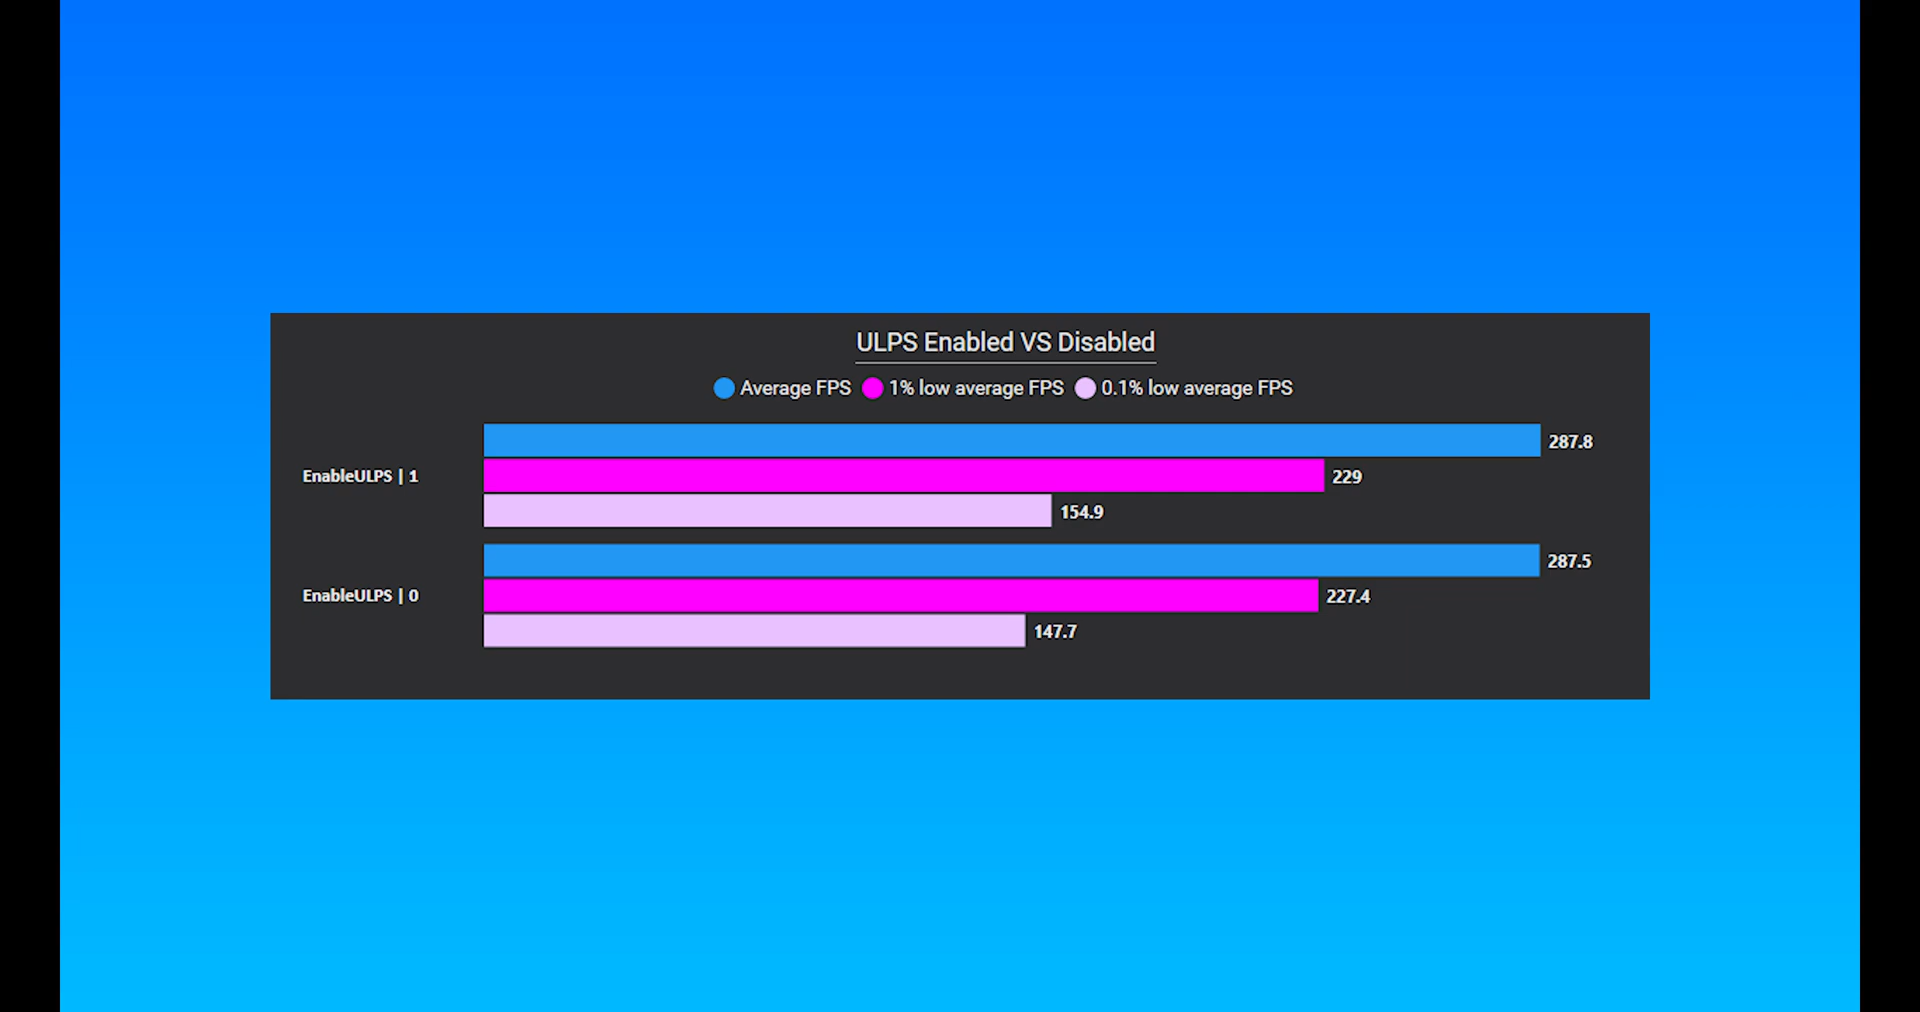 ULPS Enabled VS Disabled
Average FPS 1% low average FPS 0.1% low average FPS
287.8
EnableULPS | 1
229
154.9
287.5
EnableULPS | 0
227.4
147.7